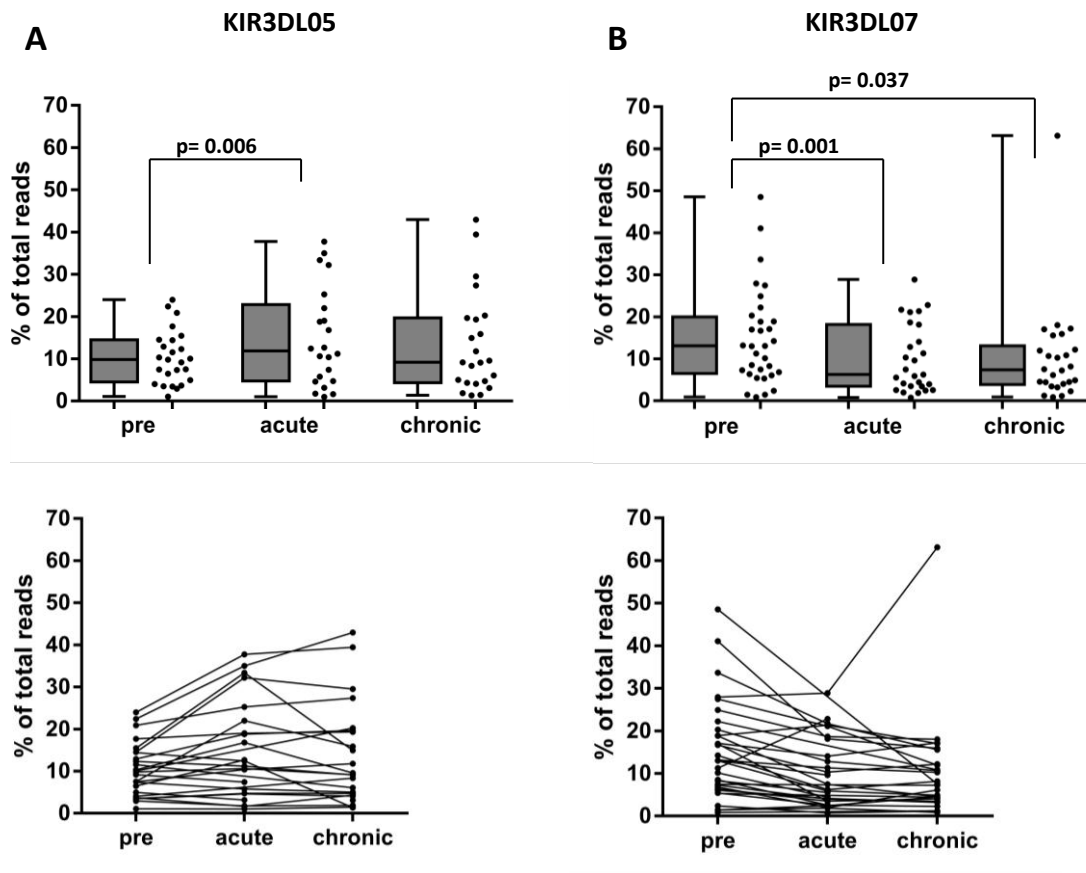 A
KIR3DL05
% of total reads
70
60
50
40
30
20
10
0
p= 0.006
pre
acute
chronic
B
KIR3DL07
% of total reads
70
60
50
40
30
20
10
0
p= 0.037
p= 0.001
pre
acute
chronic
% of total reads
70
60
50
40
30
20
10
0
pre
acute
chronic
% of total reads
70
60
50
40
30
20
10
0
pre
acute
chronic